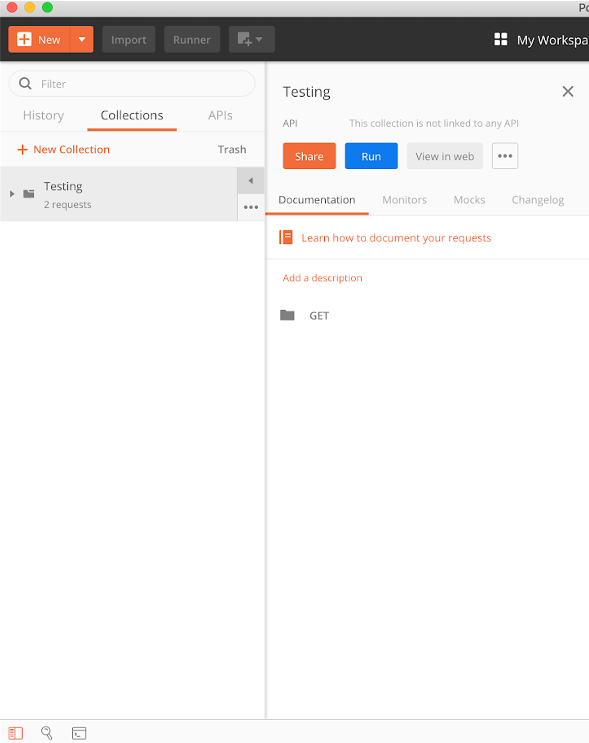 Po
New
Import
Runner
My Workspa
Filter
History
Collections
APIs
+ New Collection
Trash
Testing
2 requests
Testing
API
This collection is not linked to any API
Share
Run
View in web
Documentation
Monitors
Mocks
Changelog
Learn how to document your requests
Add a description
GET